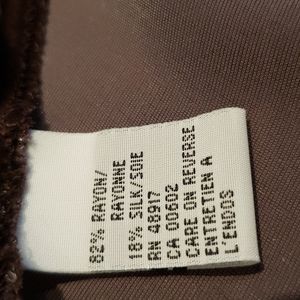 82% RAYON/
RAYONNE
18% SILK/SOIE
RN 48917
CA 00602
CARE ON REVERSE
ENTRETIEN A
L'ENDOS